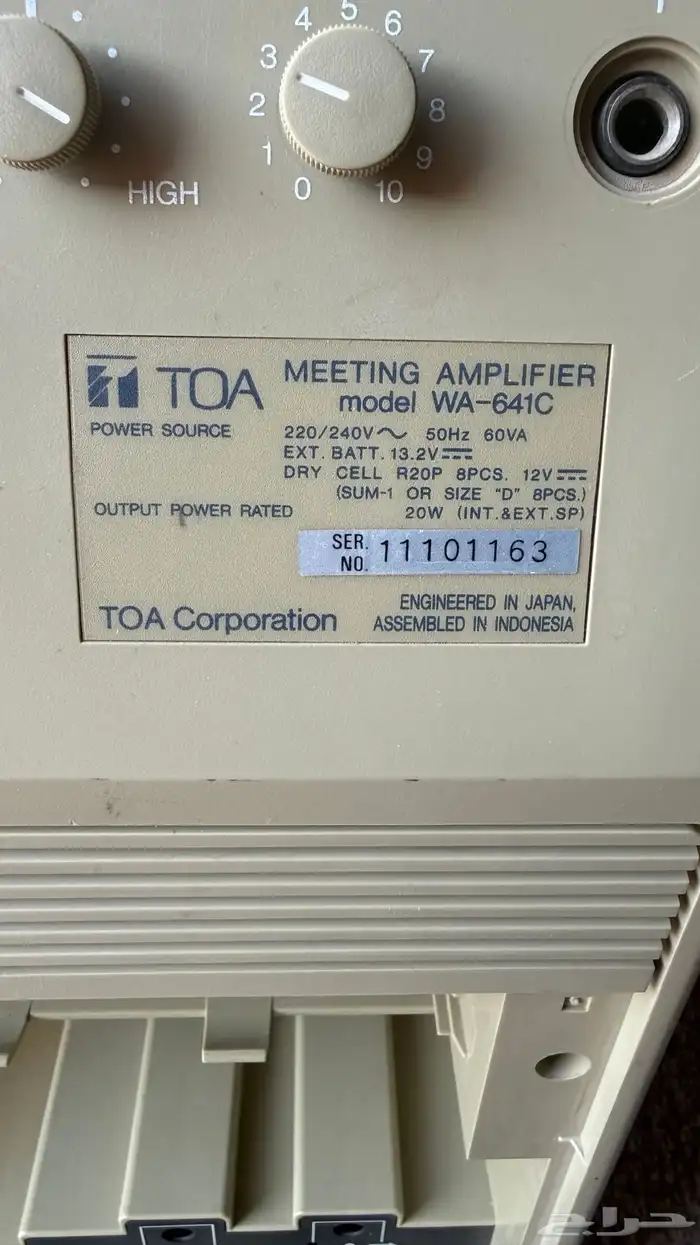 5
4 6
3 7
2 8
1 9
0 10
HIGH
TOA
MEETING AMPLIFIER
model WA-641C
POWER SOURCE
220/240V~ 50Hz 60VA
EXT. BATT. 13.2V⎓
DRY CELL R20P 8PCS. 12V⎓
(SUM-1 OR SIZE "D" 8PCS.)
OUTPUT POWER RATED 20W (INT.&EXT.SP)
SER. NO. 11101163
TOA Corporation
ENGINEERED IN JAPAN,
ASSEMBLED IN INDONESIA
حراج